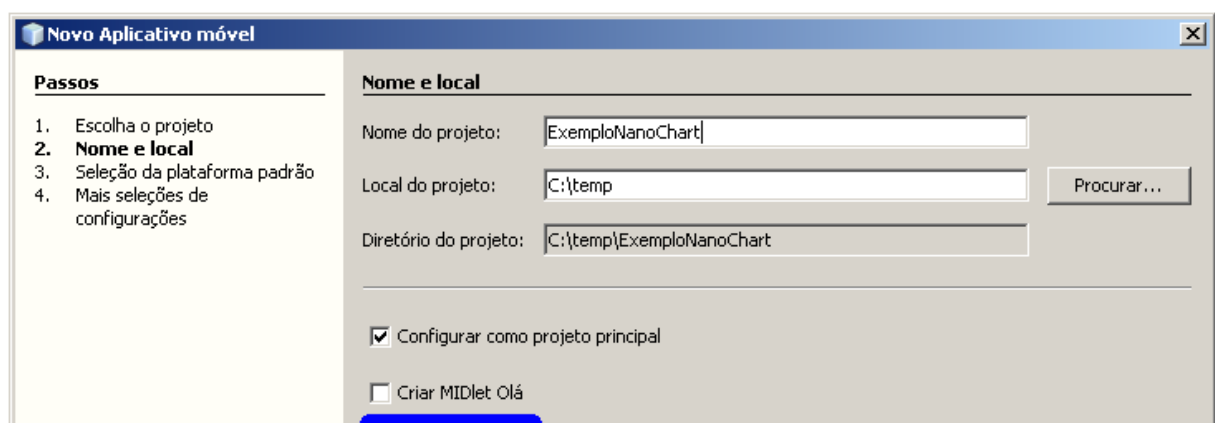 Novo Aplicativo móvel
Passos
1. Escolha o projeto
2. Nome e local
3. Seleção da plataforma padrão
4. Mais seleções de
configurações
Nome e local
Nome do projeto: ExemploNanoChart
Local do projeto: C:\temp Procurar...
Diretório do projeto: C:\temp\ExemploNanoChart
Configurar como projeto principal
Criar MIDlet Olá